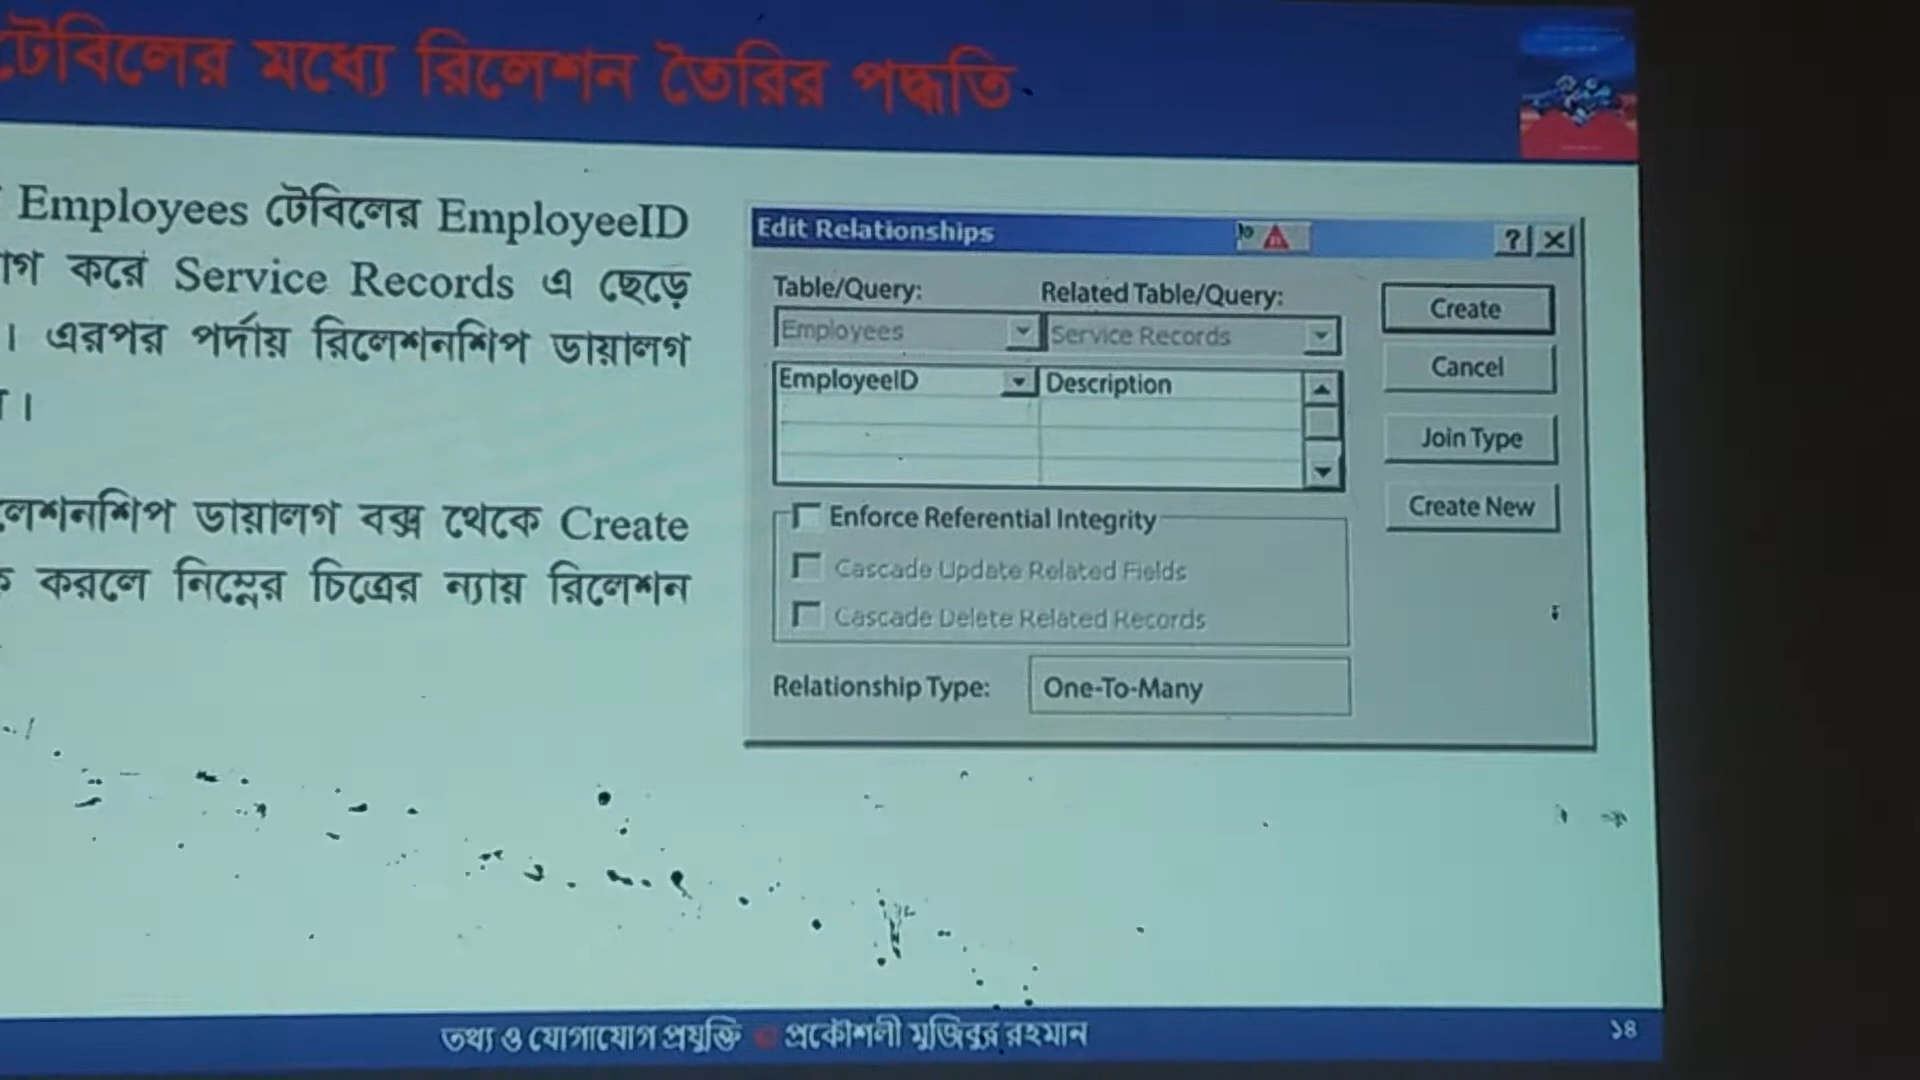 টেবিলের মধ্যে রিলেশন তৈরির পদ্ধতি
Employees টেবিলের EmployeeID
করে Service Records এ ছেড়ে
। এরপর পর্দায় রিলেশনশিপ ডায়ালগ
।
ডায়ালগ বক্স থেকে Create
করলে নিম্নের চিত্রের ন্যায় রিলেশন
Edit Relationships
Table/Query: Related Table/Query:
Employees Service Records
EmployeeID Description
Enforce Referential Integrity
Cascade Update Related Fields
Cascade Delete Related Records
Relationship Type: One-To-Many
Create
Cancel
Join Type
Create New
তথ্য ও যোগাযোগ প্রযুক্তি প্রকৌশলী মুজিবুর রহমান
১৪